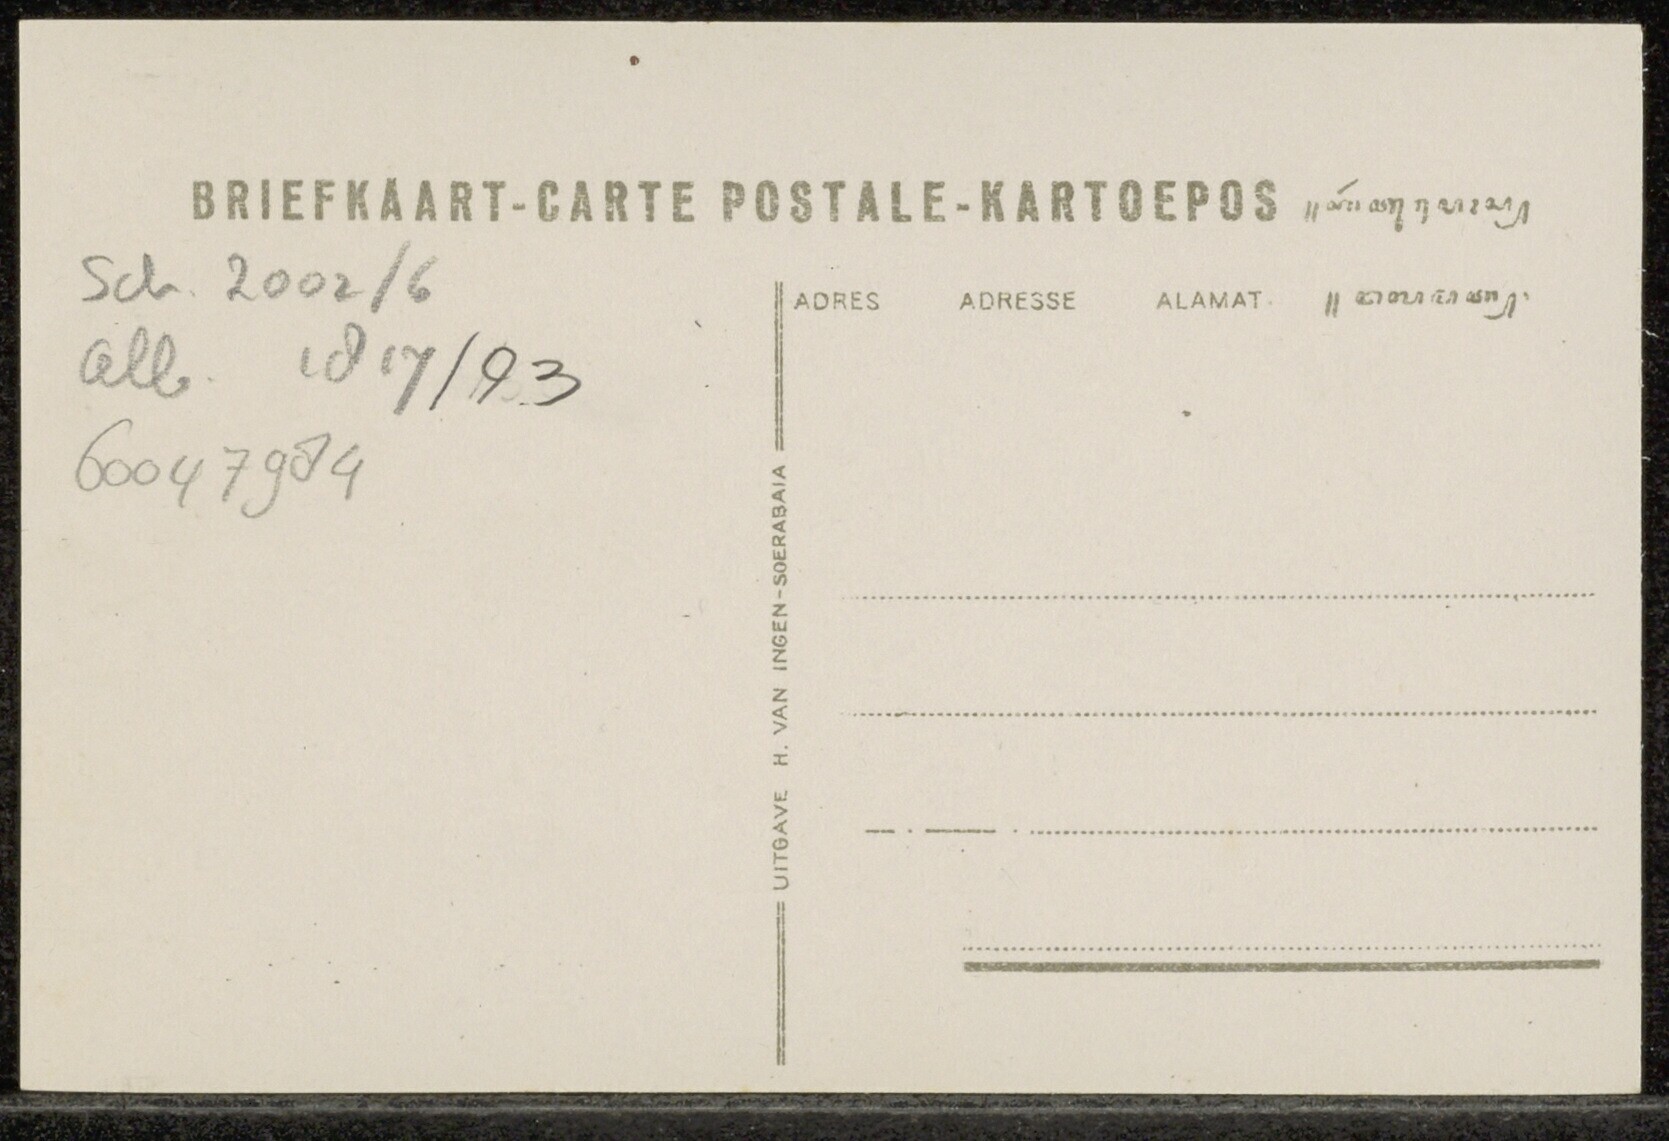 BRIEFKAART-CARTE POSTALE-KARTOEPOS
Sch. 2002/6
Alb. 1817/93
60047984
ADRES ADRESSE ALAMAT
UITGAVE H. VAN INGEN-SOERABAIA